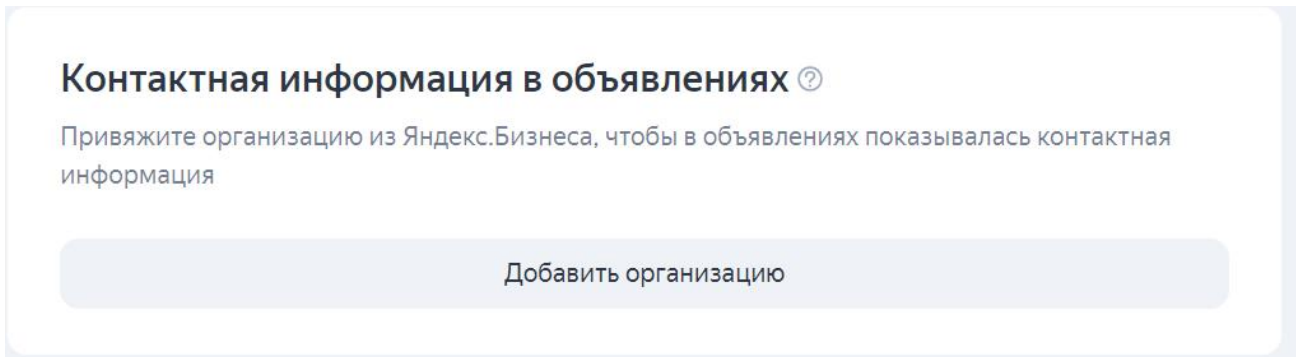 Контактная информация в объявлениях
Привяжите организацию из Яндекс.Бизнеса, чтобы в объявлениях показывалась контактная
информация
Добавить организацию